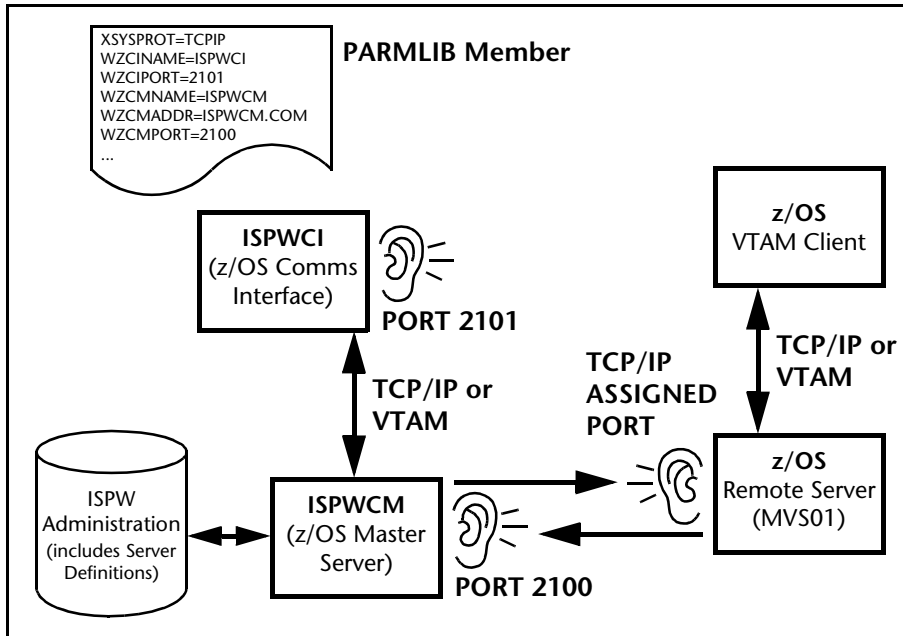 XSYSPROT=TCPIP
WZCINAME=ISPWCI
WZCIPORT=2101
WZCMNAME=ISPWCM
WZCMADDR=ISPWCM.COM
WZCMPORT=2100
...
PARMLIB Member
ISPWCI
(z/OS Comms
Interface)
PORT 2101
z/OS
VTAM Client
TCP/IP or
VTAM
TCP/IP
ASSIGNED
PORT
TCP/IP or
VTAM
ISPW
Administration
(includes Server
Definitions)
ISPWCM
(z/OS Master
Server)
PORT 2100
z/OS
Remote Server
(MVS01)